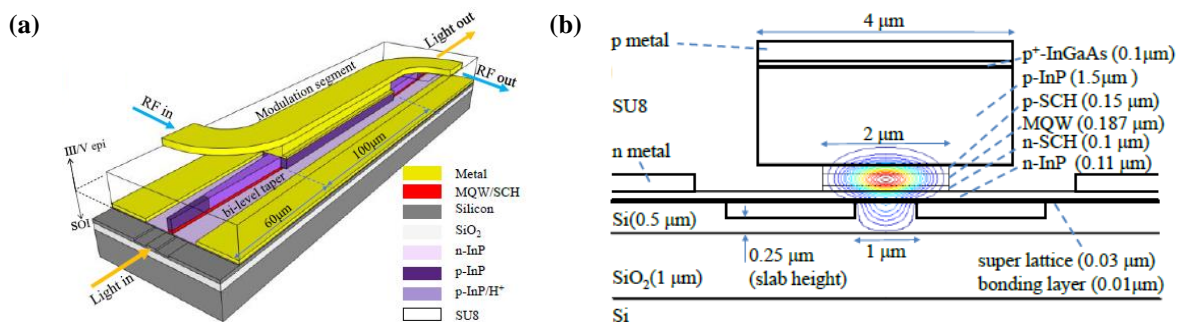 (a)
Light out
RF out
Modulation segment
RF in
III/V epi
100μm
bi-level taper
60μm
SOI
Light in
Metal
MQW/SCH
Silicon
SiO2
n-InP
p-InP
p-InP/H+
SU8
(b)
4 μm
p metal
p+-InGaAs (0.1μm)
p-InP (1.5μm )
SU8
p-SCH (0.15 μm)
MQW (0.187 μm)
2 μm
n-SCH (0.1 μm)
n metal
n-InP (0.11 μm)
Si(0.5 μm)
0.25 μm
(slab height)
1 μm
super lattice (0.03 μm)
SiO2(1 μm)
bonding layer (0.01μm)
Si